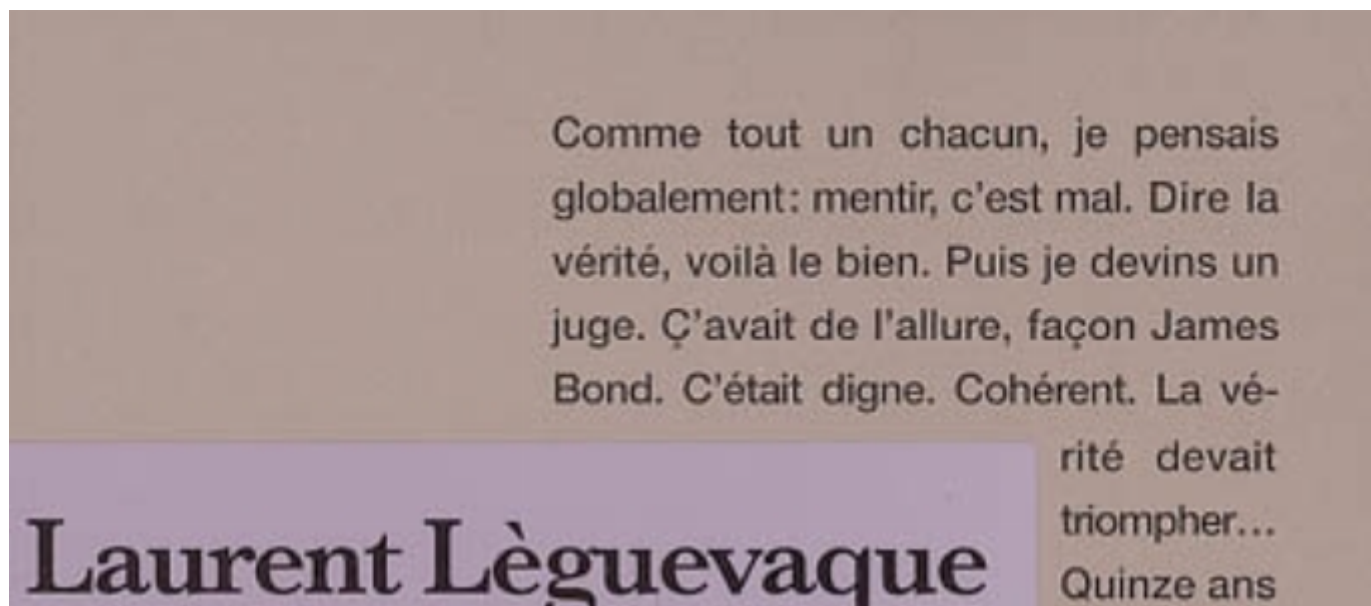 Comme tout un chacun, je pensais
globalement: mentir, c'est mal. Dire la
vérité, voilà le bien. Puis je devins un
juge. Ç'avait de l'allure, façon James
Bond. C'était digne. Cohérent. La vé-
rité devait
triompher...
Quinze ans
Laurent Lèguevaque